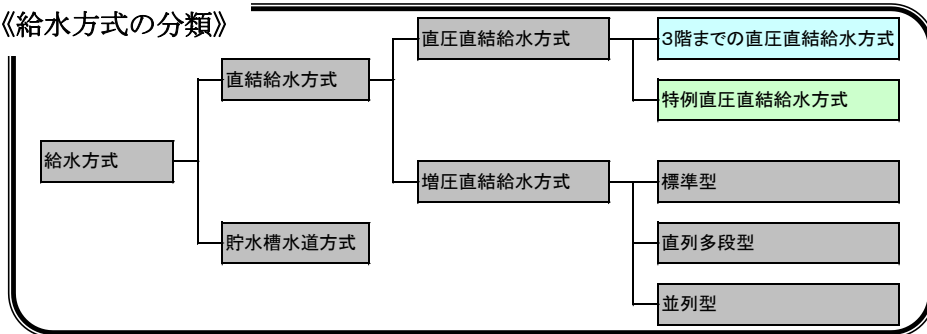 《給水方式の分類》
直圧直結給水方式
3階までの直圧直結給水方式
直結給水方式
特例直圧直結給水方式
給水方式
増圧直結給水方式
標準型
貯水槽水道方式
直列多段型
並列型